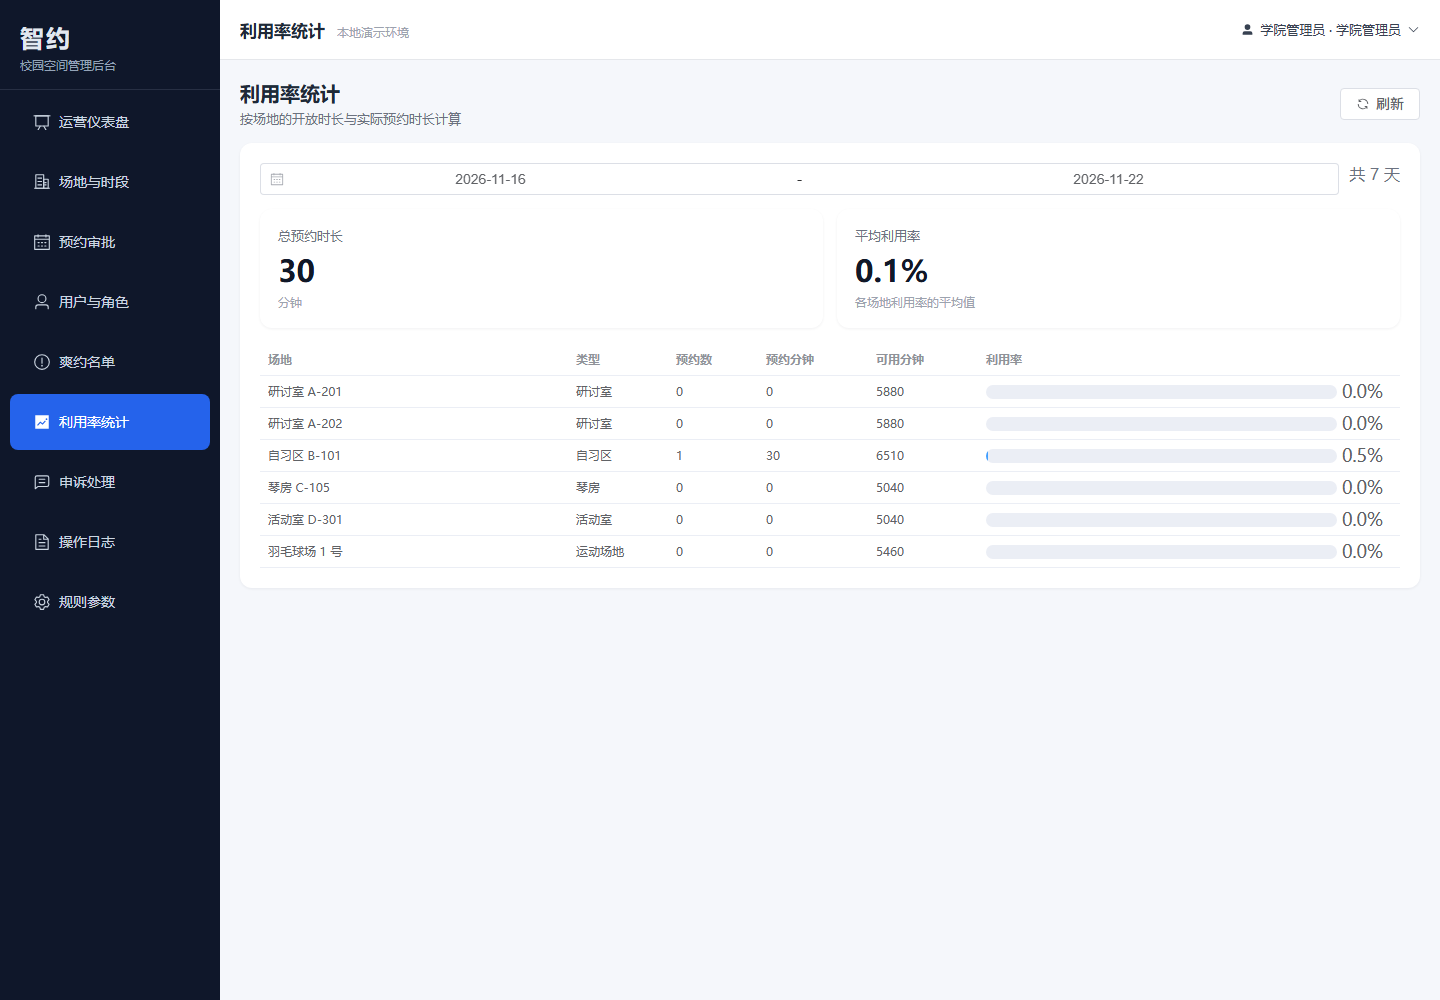 智约
校园空间管理后台
运营仪表盘
场地与时段
预约审批
用户与角色
爽约名单
利用率统计
申诉处理
操作日志
规则参数
利用率统计 本地演示环境
学院管理员 · 学院管理员
利用率统计
按场地的开放时长与实际预约时长计算
刷新
2026-11-16 - 2026-11-22 共 7 天
总预约时长
30
分钟
平均利用率
0.1%
各场地利用率的平均值
场地 类型 预约数 预约分钟 可用分钟 利用率
研讨室 A-201 研讨室 0 0 5880 0.0%
研讨室 A-202 研讨室 0 0 5880 0.0%
自习区 B-101 自习区 1 30 6510 0.5%
琴房 C-105 琴房 0 0 5040 0.0%
活动室 D-301 活动室 0 0 5040 0.0%
羽毛球场 1 号 运动场地 0 0 5460 0.0%